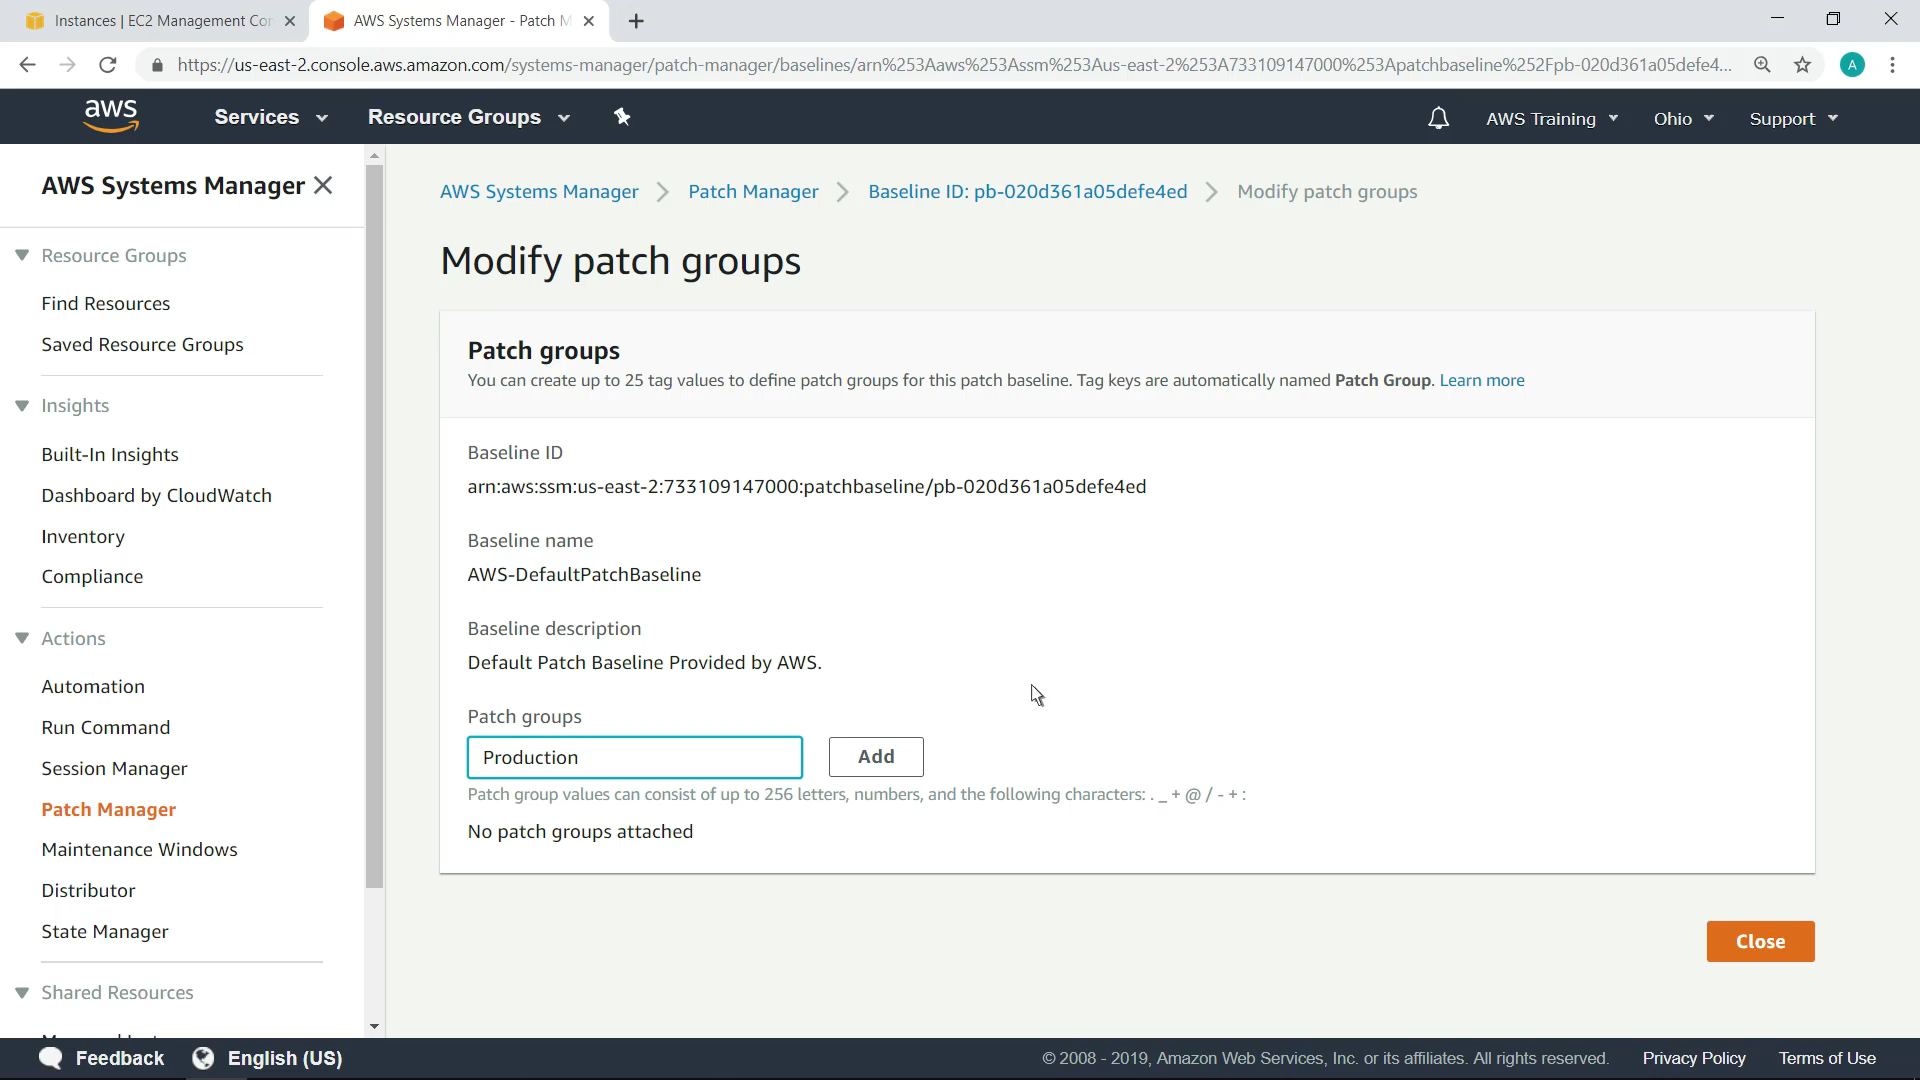 Instances | EC2 Management Con
AWS Systems Manager - Patch M
https://us-east-2.console.aws.amazon.com/systems-manager/patch-manager/baselines/arn%253Aaws%253Assm%253Aus-east-2%253A733109147000%253Apatchbaseline%252Fpb-020d361a05defe4...
A
aws
Services
Resource Groups
AWS Training
Ohio
Support
AWS Systems Manager
Resource Groups
Find Resources
Saved Resource Groups
Insights
Built-In Insights
Dashboard by CloudWatch
Inventory
Compliance
Actions
Automation
Run Command
Session Manager
Patch Manager
Maintenance Windows
Distributor
State Manager
Shared Resources
AWS Systems Manager > Patch Manager > Baseline ID: pb-020d361a05defe4ed > Modify patch groups
Modify patch groups
Patch groups
You can create up to 25 tag values to define patch groups for this patch baseline. Tag keys are automatically named Patch Group. Learn more
Baseline ID
arn:aws:ssm:us-east-2:733109147000:patchbaseline/pb-020d361a05defe4ed
Baseline name
AWS-DefaultPatchBaseline
Baseline description
Default Patch Baseline Provided by AWS.
Patch groups
Production
Add
Patch group values can consist of up to 256 letters, numbers, and the following characters: . _ + @ / - + :
No patch groups attached
Close
Feedback
English (US)
© 2008 - 2019, Amazon Web Services, Inc. or its affiliates. All rights reserved.
Privacy Policy
Terms of Use